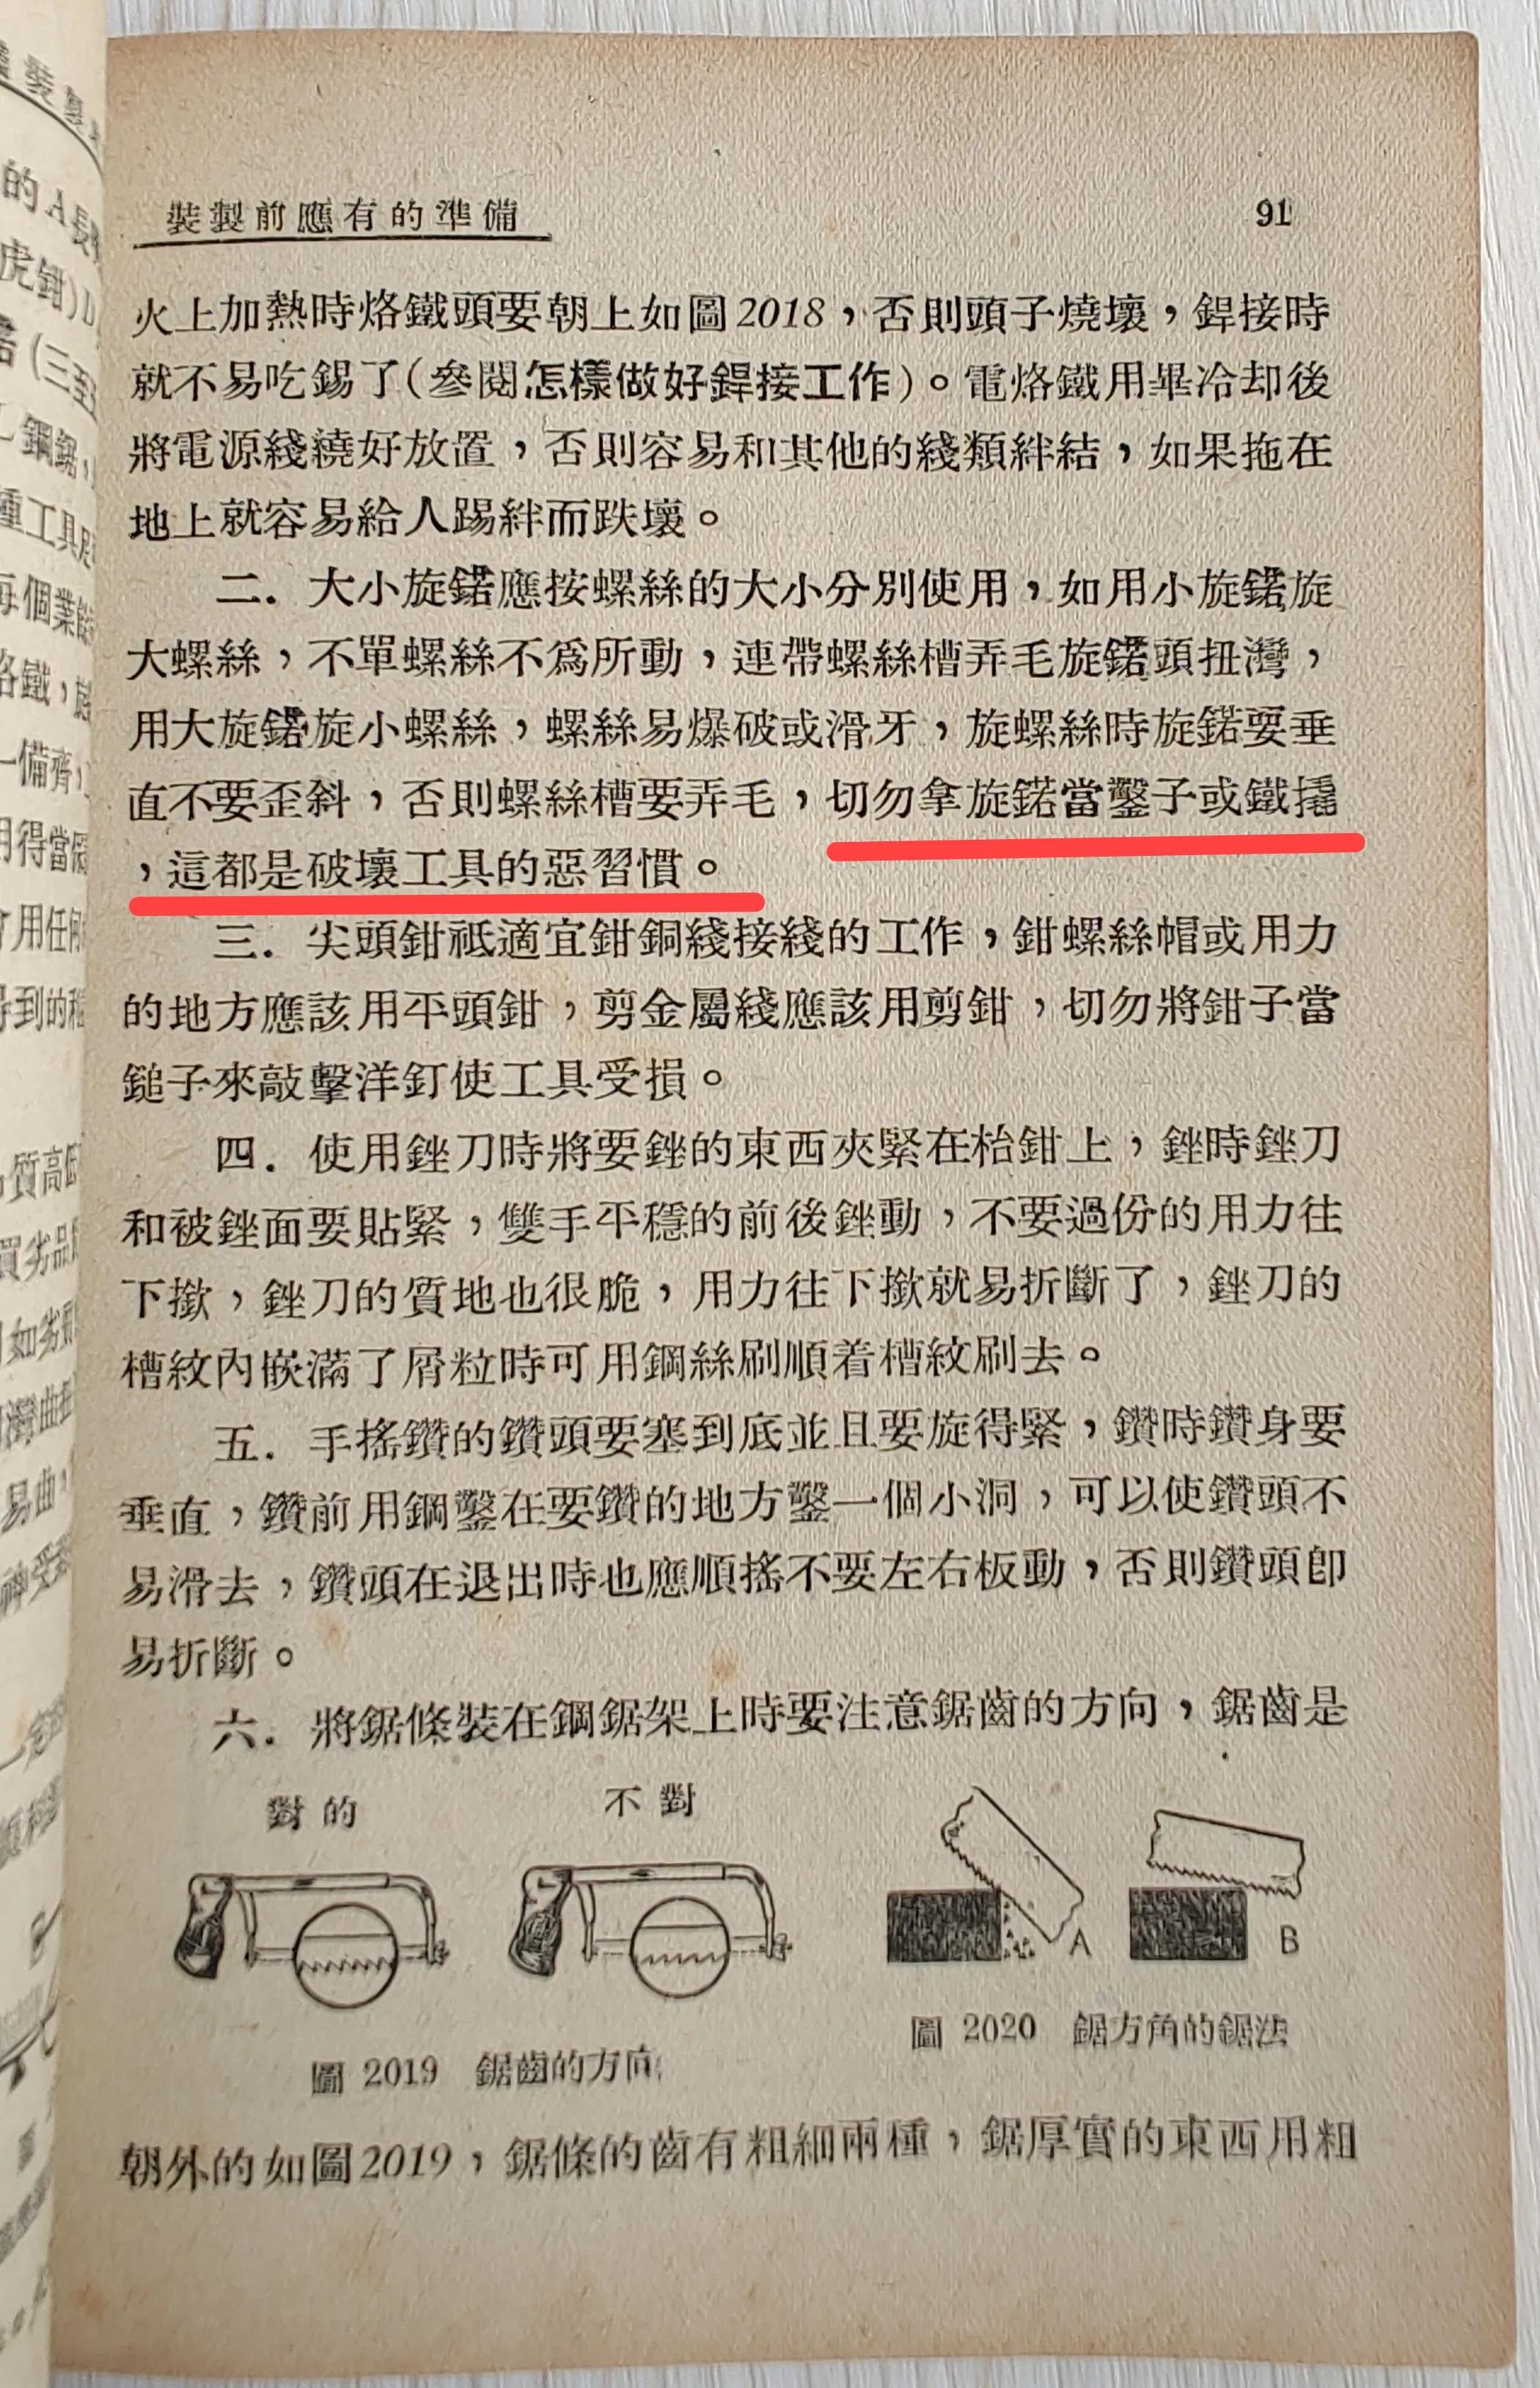 裝製前應有的準備
91
火上加熱時烙鐵頭要朝上如圖2018，否則頭子燒壞，銲接時
就不易吃錫了（參閱怎樣做好銲接工作）。電烙鐵用畢冷却後
將電源綫繞好放置，否則容易和其他的綫類絆結，如果拖在
地上就容易給人踢絆而跌壞。
二．大小旋鍩應按螺絲的大小分別使用，如用小旋鍩旋
大螺絲，不單螺絲不爲所動，連帶螺絲槽弄毛旋鍩頭扭灣，
用大旋鍩旋小螺絲，螺絲易爆破或滑牙，旋螺絲時旋鍩要垂
直不要歪斜，否則螺絲槽要弄毛，切勿拿旋鍩當鑿子或鐵撬
，這都是破壞工具的惡習慣。
三．尖頭鉗祗適宜鉗銅綫接綫的工作，鉗螺絲帽或用力
的地方應該用平頭鉗，剪金屬綫應該用剪鉗，切勿將鉗子當
鎚子來敲擊洋釘使工具受損。
四．使用銼刀時將要銼的東西夾緊在枱鉗上，銼時銼刀
和被銼面要貼緊，雙手平穩的前後銼動，不要過份的用力往
下撳，銼刀的質地也很脆，用力往下撳就易折斷了，銼刀的
槽紋內嵌滿了屑粒時可用鋼絲刷順着槽紋刷去。
五．手搖鑽的鑽頭要塞到底並且要旋得緊，鑽時鑽身要
垂直，鑽前用鋼鑿在要鑽的地方鑿一個小洞，可以使鑽頭不
易滑去，鑽頭在退出時也應順搖不要左右板動，否則鑽頭卽
易折斷。
六．將鋸條裝在鋼鋸架上時要注意鋸齒的方向，鋸齒是
對的
不對
A
B
圖 2019 鋸齒的方向
圖 2020 鋸方角的鋸法
朝外的如圖2019，鋸條的齒有粗細兩種，鋸厚實的東西用粗